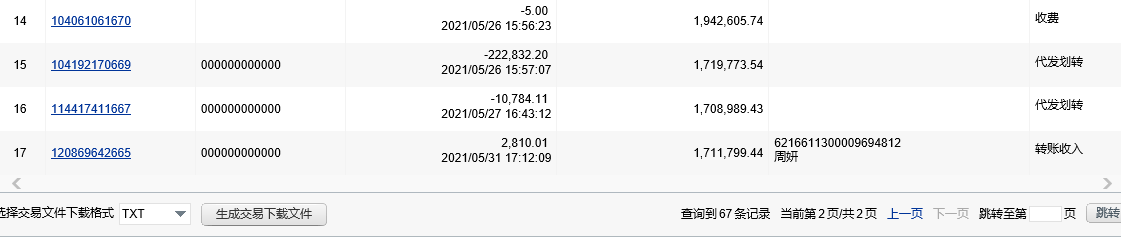 -5.00
14 104061061670 2021/05/26 15:56:23 1,942,605.74 收费
-222,832.20
15 104192170669 000000000000 2021/05/26 15:57:07 1,719,773.54 代发划转
-10,784.11
16 114417411667 000000000000 2021/05/27 16:43:12 1,708,989.43 代发划转
2,810.01 6216611300009694812
17 120869642665 000000000000 2021/05/31 17:12:09 1,711,799.44 周妍 转账收入
选择交易文件下载格式 TXT 生成交易下载文件 查询到67条记录 当前第2页/共2页 上一页 下一页 跳转至第 页 跳转